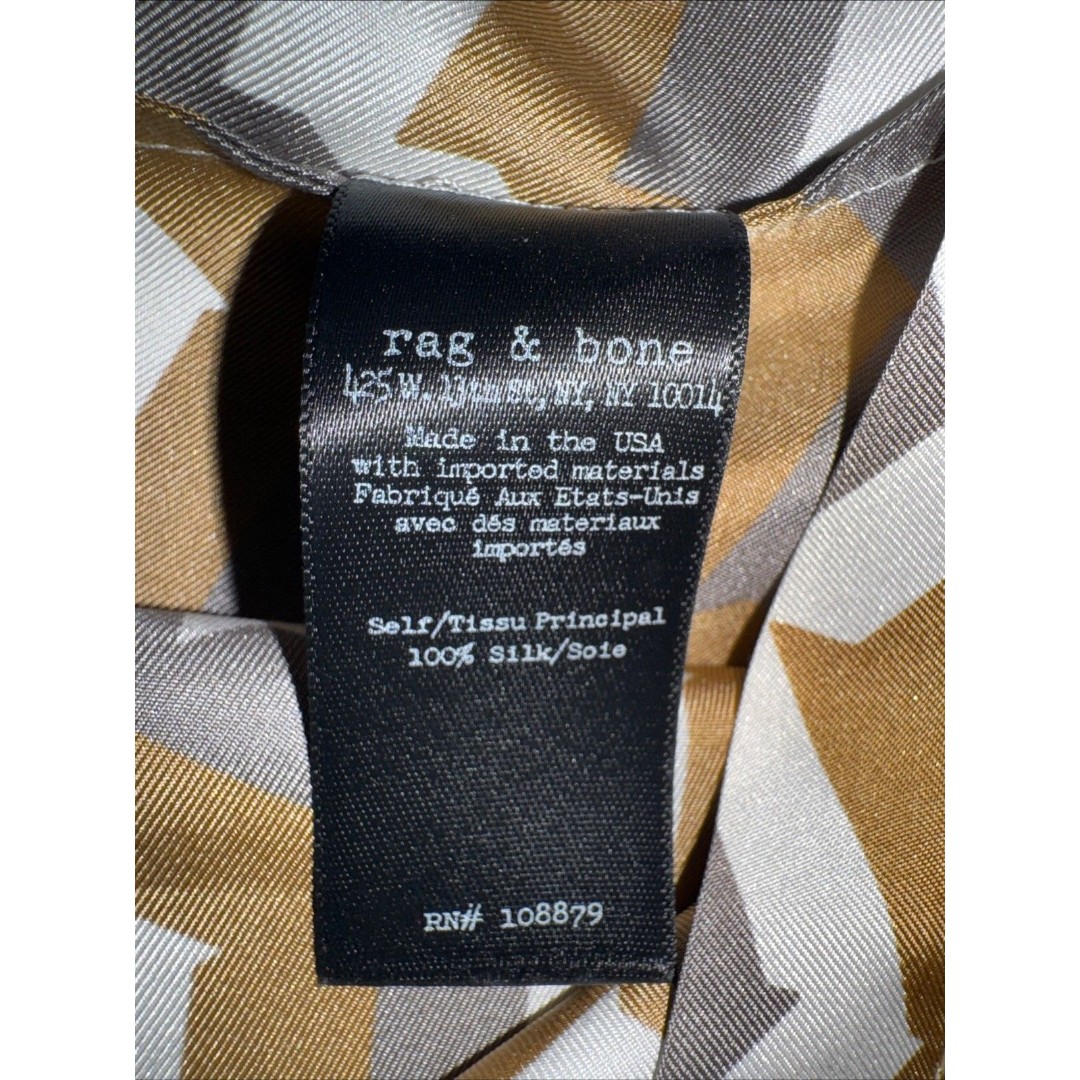 rag & bone
425 W. 13th St, NY, NY 10014
Made in the USA
with imported materials
Fabriqué Aux Etats-Unis
avec dés materiaux
importés
Self/Tissu Principal
100% Silk/Soie
RN# 108879